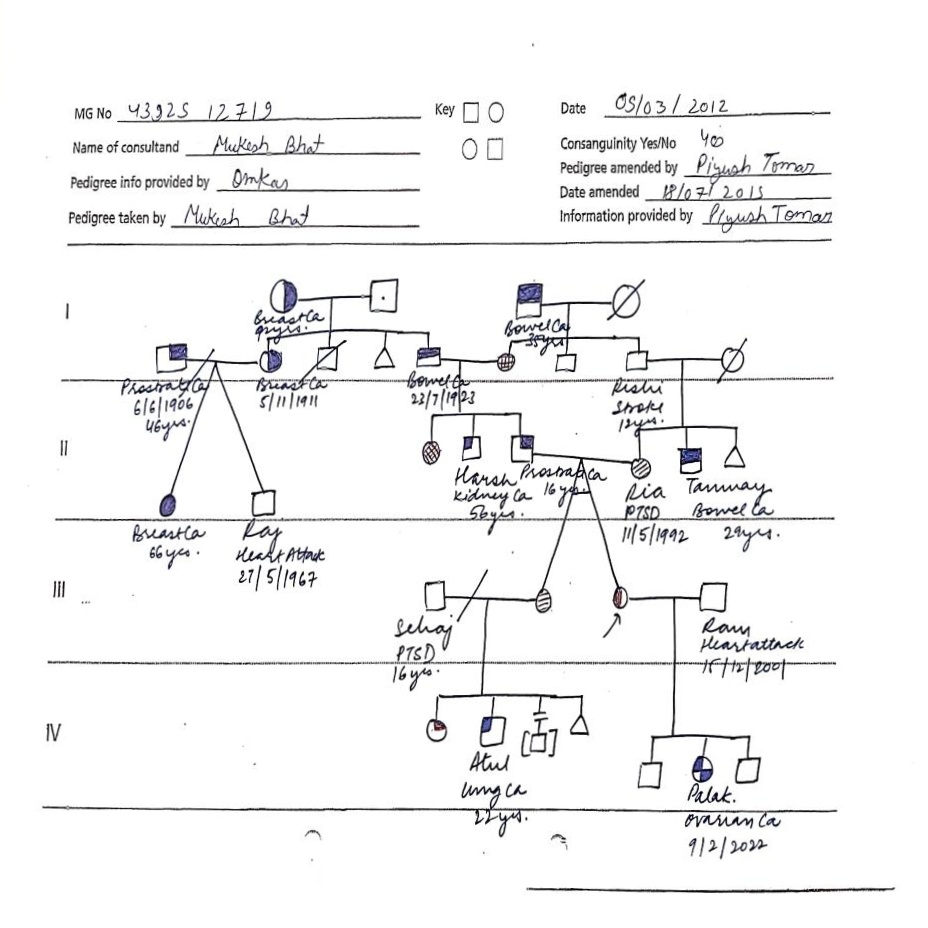 MG No 43925 12719
Key
Date 05/03/2012
Name of consultand Mukesh Bhat
Consanguinity Yes/No
Pedigree info provided by Omkar
Pedigree amended by Piyush Tomar
Date amended 18/07/2015
Pedigree taken by Mukesh Bhat
Information provided by Piyush Tomar
I
Breast Ca
92yrs.
Bowel Ca
35yrs
Prostrate Ca
6/6/1906
46yrs.
Breast Ca
5/11/1911
Bowel Ca
23/7/1923
Rishi
Stroke
12yrs.
II
Harsh
Kidney Ca
56yrs.
Prostrate Ca
16yrs.
Ria
PTSD
11/5/1992
Tanmay
Bowel Ca
29yrs.
Breast Ca
66yrs.
Raj
Heart Attack
27/5/1967
III
Sehaj
PTSD
16yrs.
Ram
Heart attack
15/12/2001
IV
Atul
Lung Ca
22yrs.
Palak.
Ovarian Ca
9/2/2022